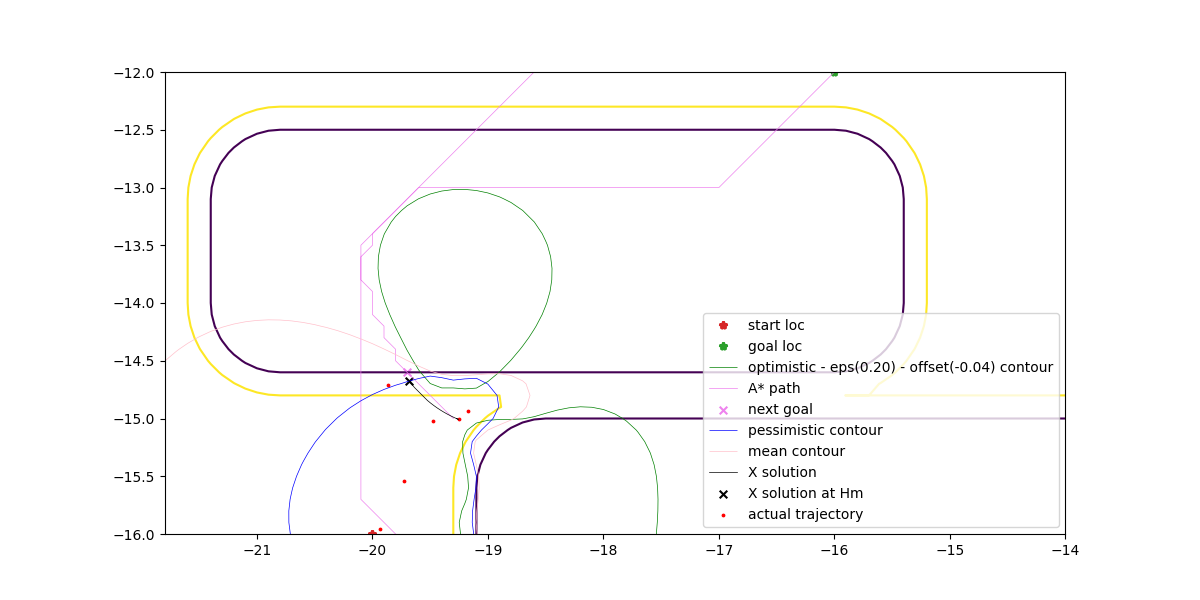 −12.0
−12.5
−13.0
−13.5
−14.0
−14.5
−15.0
−15.5
−16.0
start loc
goal loc
optimistic - eps(0.20) - offset(-0.04) contour
A* path
next goal
pessimistic contour
mean contour
X solution
X solution at Hm
actual trajectory
−21 −20 −19 −18 −17 −16 −15 −14